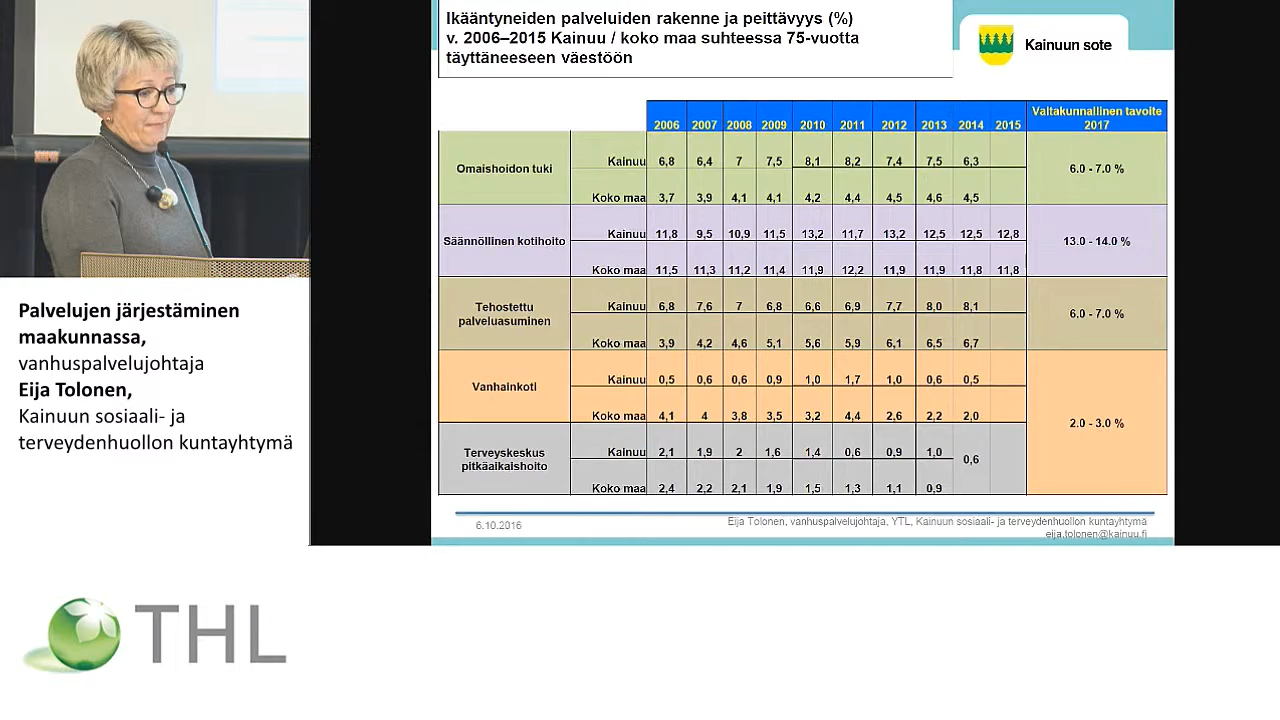 Ikääntyneiden palveluiden rakenne ja peittävyys (%)
v. 2006–2015 Kainuu / koko maa suhteessa 75-vuotta
täyttäneeseen väestöön
Kainuun sote
2006 2007 2008 2009 2010 2011 2012 2013 2014 2015 Valtakunnallinen tavoite
2017
Omaishoidon tuki
Kainuu 6,8 6,4 7 7,5 8,1 8,2 7,4 7,5 6,3
6.0 - 7.0 %
Koko maa 3,7 3,9 4,1 4,1 4,2 4,4 4,5 4,6 4,5
Säännöllinen kotihoito
Kainuu 11,8 9,5 10,9 11,5 13,2 11,7 13,2 12,5 12,5 12,8
13.0 - 14.0 %
Koko maa 11,5 11,3 11,2 11,4 11,9 12,2 11,9 11,9 11,8 11,8
Tehostettu
palveluasuminen
Kainuu 6,8 7,6 7 6,8 6,6 6,9 7,7 8,0 8,1
6.0 - 7.0 %
Koko maa 3,9 4,2 4,6 5,1 5,6 5,9 6,1 6,5 6,7
Vanhainkoti
Kainuu 0,5 0,6 0,6 0,9 1,0 1,7 1,0 0,6 0,5
Koko maa 4,1 4 3,8 3,5 3,2 4,4 2,6 2,2 2,0
2.0 - 3.0 %
Terveyskeskus
pitkäaikaishoito
Kainuu 2,1 1,9 2 1,6 1,4 0,6 0,9 1,0
0,6
Koko maa 2,4 2,2 2,1 1,9 1,5 1,3 1,1 0,9
6.10.2016
Eija Tolonen, vanhuspalvelujohtaja, YTL, Kainuun sosiaali- ja terveydenhuollon kuntayhtymä
eija.tolonen@kainuu.fi
Palvelujen järjestäminen
maakunnassa,
vanhuspalvelujohtaja
Eija Tolonen,
Kainuun sosiaali- ja
terveydenhuollon kuntayhtymä
THL